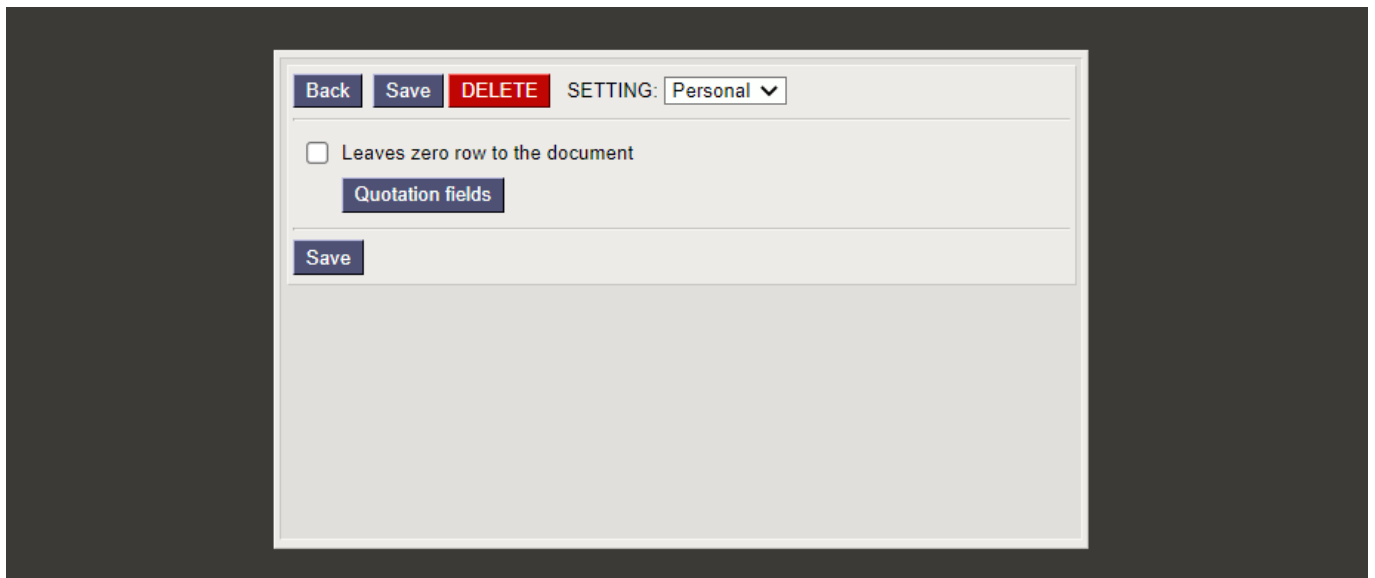 Back Save DELETE SETTING: Personal
Leaves zero row to the document
Quotation fields
Save